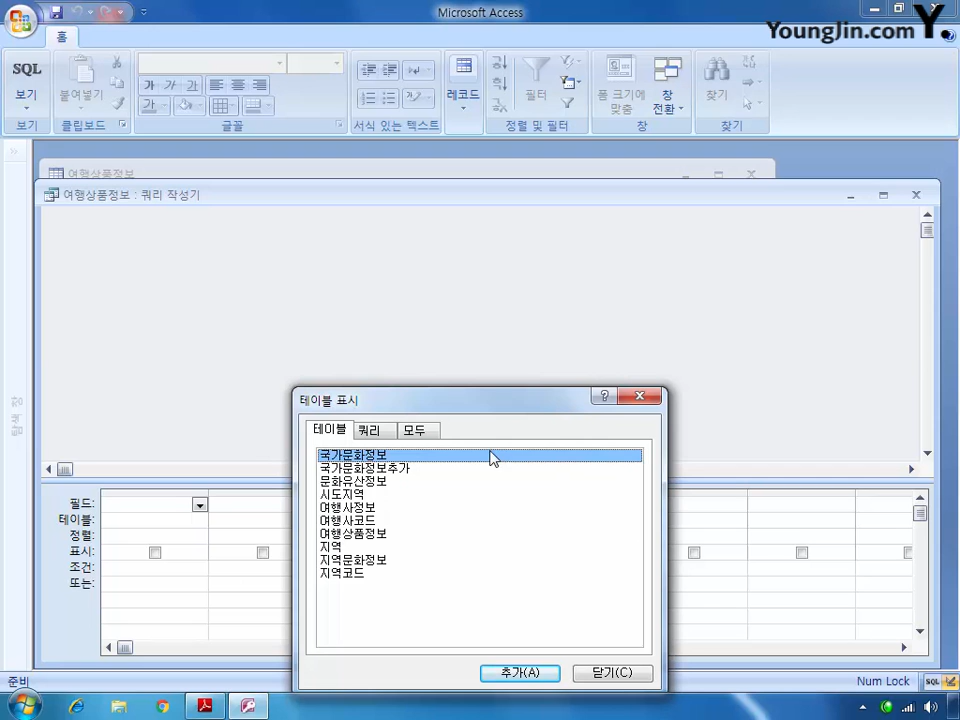 Microsoft Access
YoungJin.com Y.
홈
SQL
보기
보기
붙여넣기
클립보드
가 가 가
가
글꼴
서식 있는 텍스트
레코드
필터
정렬 및 필터
폼 크기에
맞춤
창
전환
창
찾기
찾기
여행상품정보
여행상품정보 : 쿼리 작성기
탐색 창
테이블 표시
테이블
쿼리
모두
국가문화정보
국가문화정보추가
문화유산정보
시도지역
여행사정보
여행사코드
여행상품정보
지역
지역문화정보
지역코드
추가(A)
닫기(C)
필드:
테이블:
정렬:
표시:
조건:
또는:
준비
Num Lock
SQL